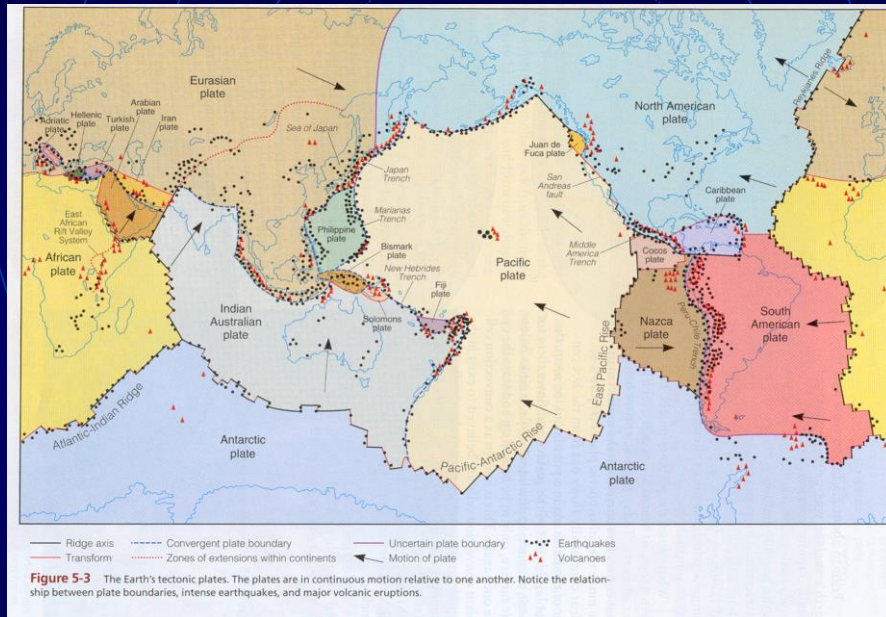 Eurasian
plate
North American
plate
Reykjanes Ridge
Adriatic
plate
Hellenic
plate
Turkish
plate
Arabian
plate
Iran
plate
Sea of Japan
Juan de
Fuca plate
Japan
Trench
San
Andreas
fault
Caribbean
plate
East
African
Rift Valley
System
Philippine
plate
Marianas
Trench
Bismark
plate
Middle
America
Trench
Cocos
plate
African
plate
Pacific
plate
New Hebrides
Trench
Fiji
plate
Indian
Australian
plate
Solomons
plate
East Pacific Rise
Nazca
plate
Peru-Chile Trench
South
American
plate
Atlantic-Indian Ridge
Antarctic
plate
Pacific-Antarctic Rise
Antarctic
plate
Ridge axis
Convergent plate boundary
Uncertain plate boundary
Earthquakes
Transform
Zones of extensions within continents
Motion of plate
Volcanoes
Figure 5-3 The Earth's tectonic plates. The plates are in continuous motion relative to one another. Notice the relation-
ship between plate boundaries, intense earthquakes, and major volcanic eruptions.